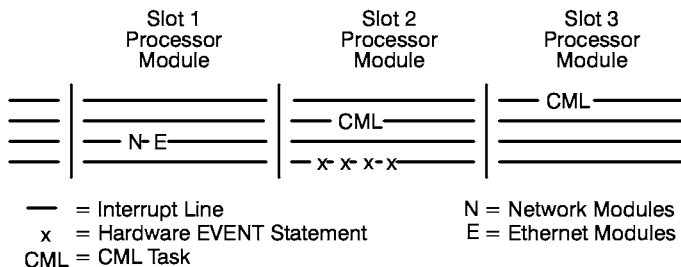 Slot 1
Processor
Module
Slot 2
Processor
Module
Slot 3
Processor
Module
CML
CML
N E
x x x x
= Interrupt Line
x = Hardware EVENT Statement
CML = CML Task
N = Network Modules
E = Ethernet Modules